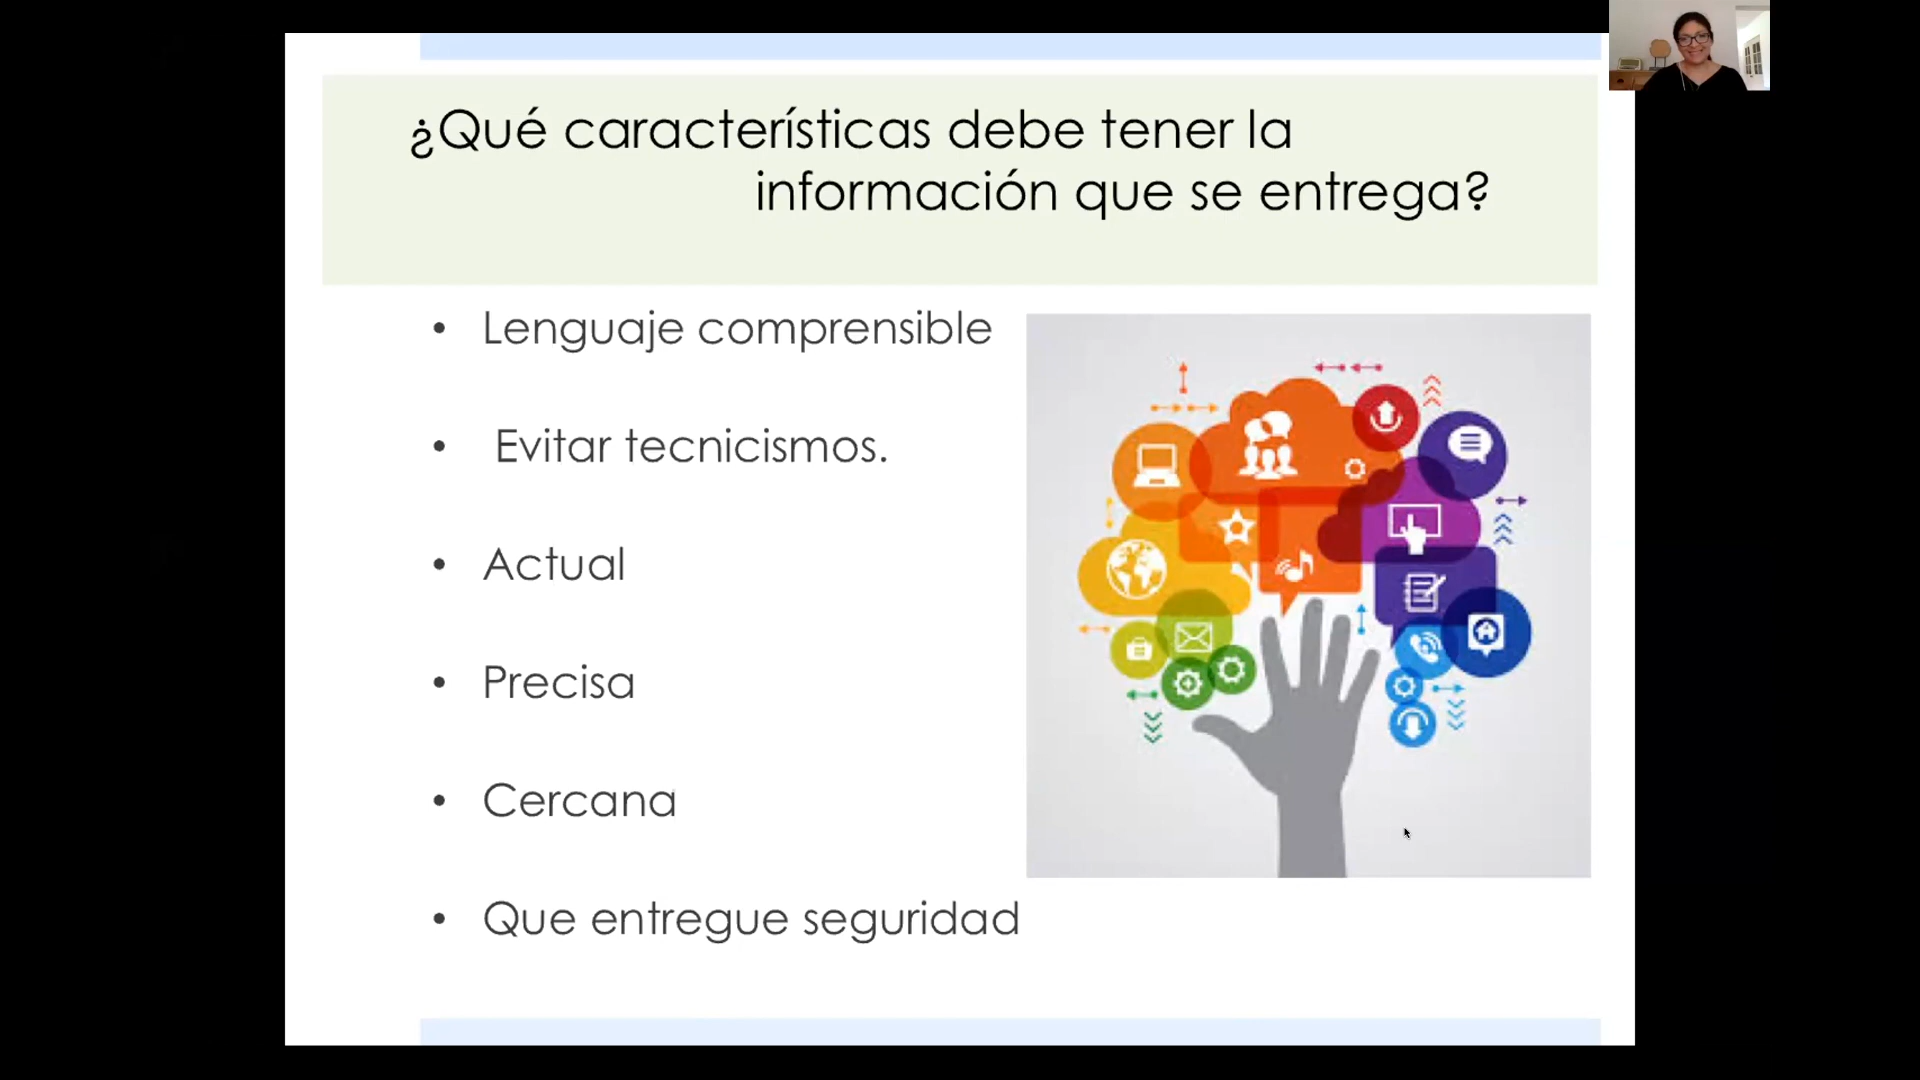 ¿Qué características debe tener la
información que se entrega?
• Lenguaje comprensible
• Evitar tecnicismos.
• Actual
• Precisa
• Cercana
• Que entregue seguridad